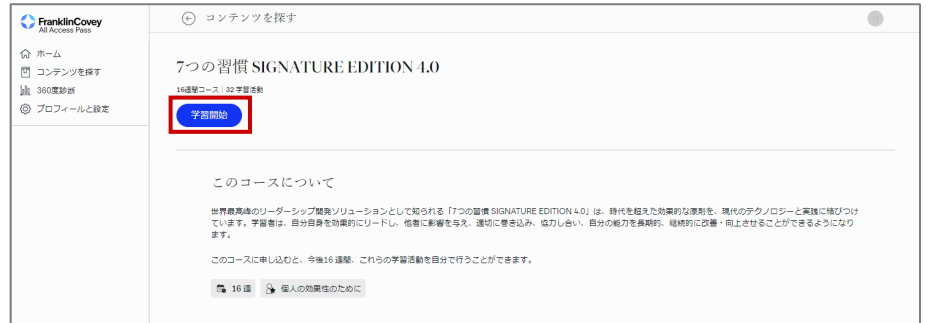 FranklinCovey
All Access Pass
コンテンツを探す
ホーム
コンテンツを探す
360度診断
プロフィールと設定
7つの習慣 SIGNATURE EDITION 4.0
16週間コース | 32 学習活動
学習開始
このコースについて
世界最高峰のリーダーシップ開発ソリューションとして知られる「7つの習慣 SIGNATURE EDITION 4.0」は、時代を超えた効果的な原則を、現代のテクノロジーと実践に結びつけ
ています。学習者は、自分自身を効果的にリードし、他者に影響を与え、適切に巻き込み、協力し合い、自分の能力を長期的、継続的に改善・向上させることができるようになり
ます。
このコースに申し込むと、今後16 週間、これらの学習活動を自分で行うことができます。
16 週 個人の効果性のために